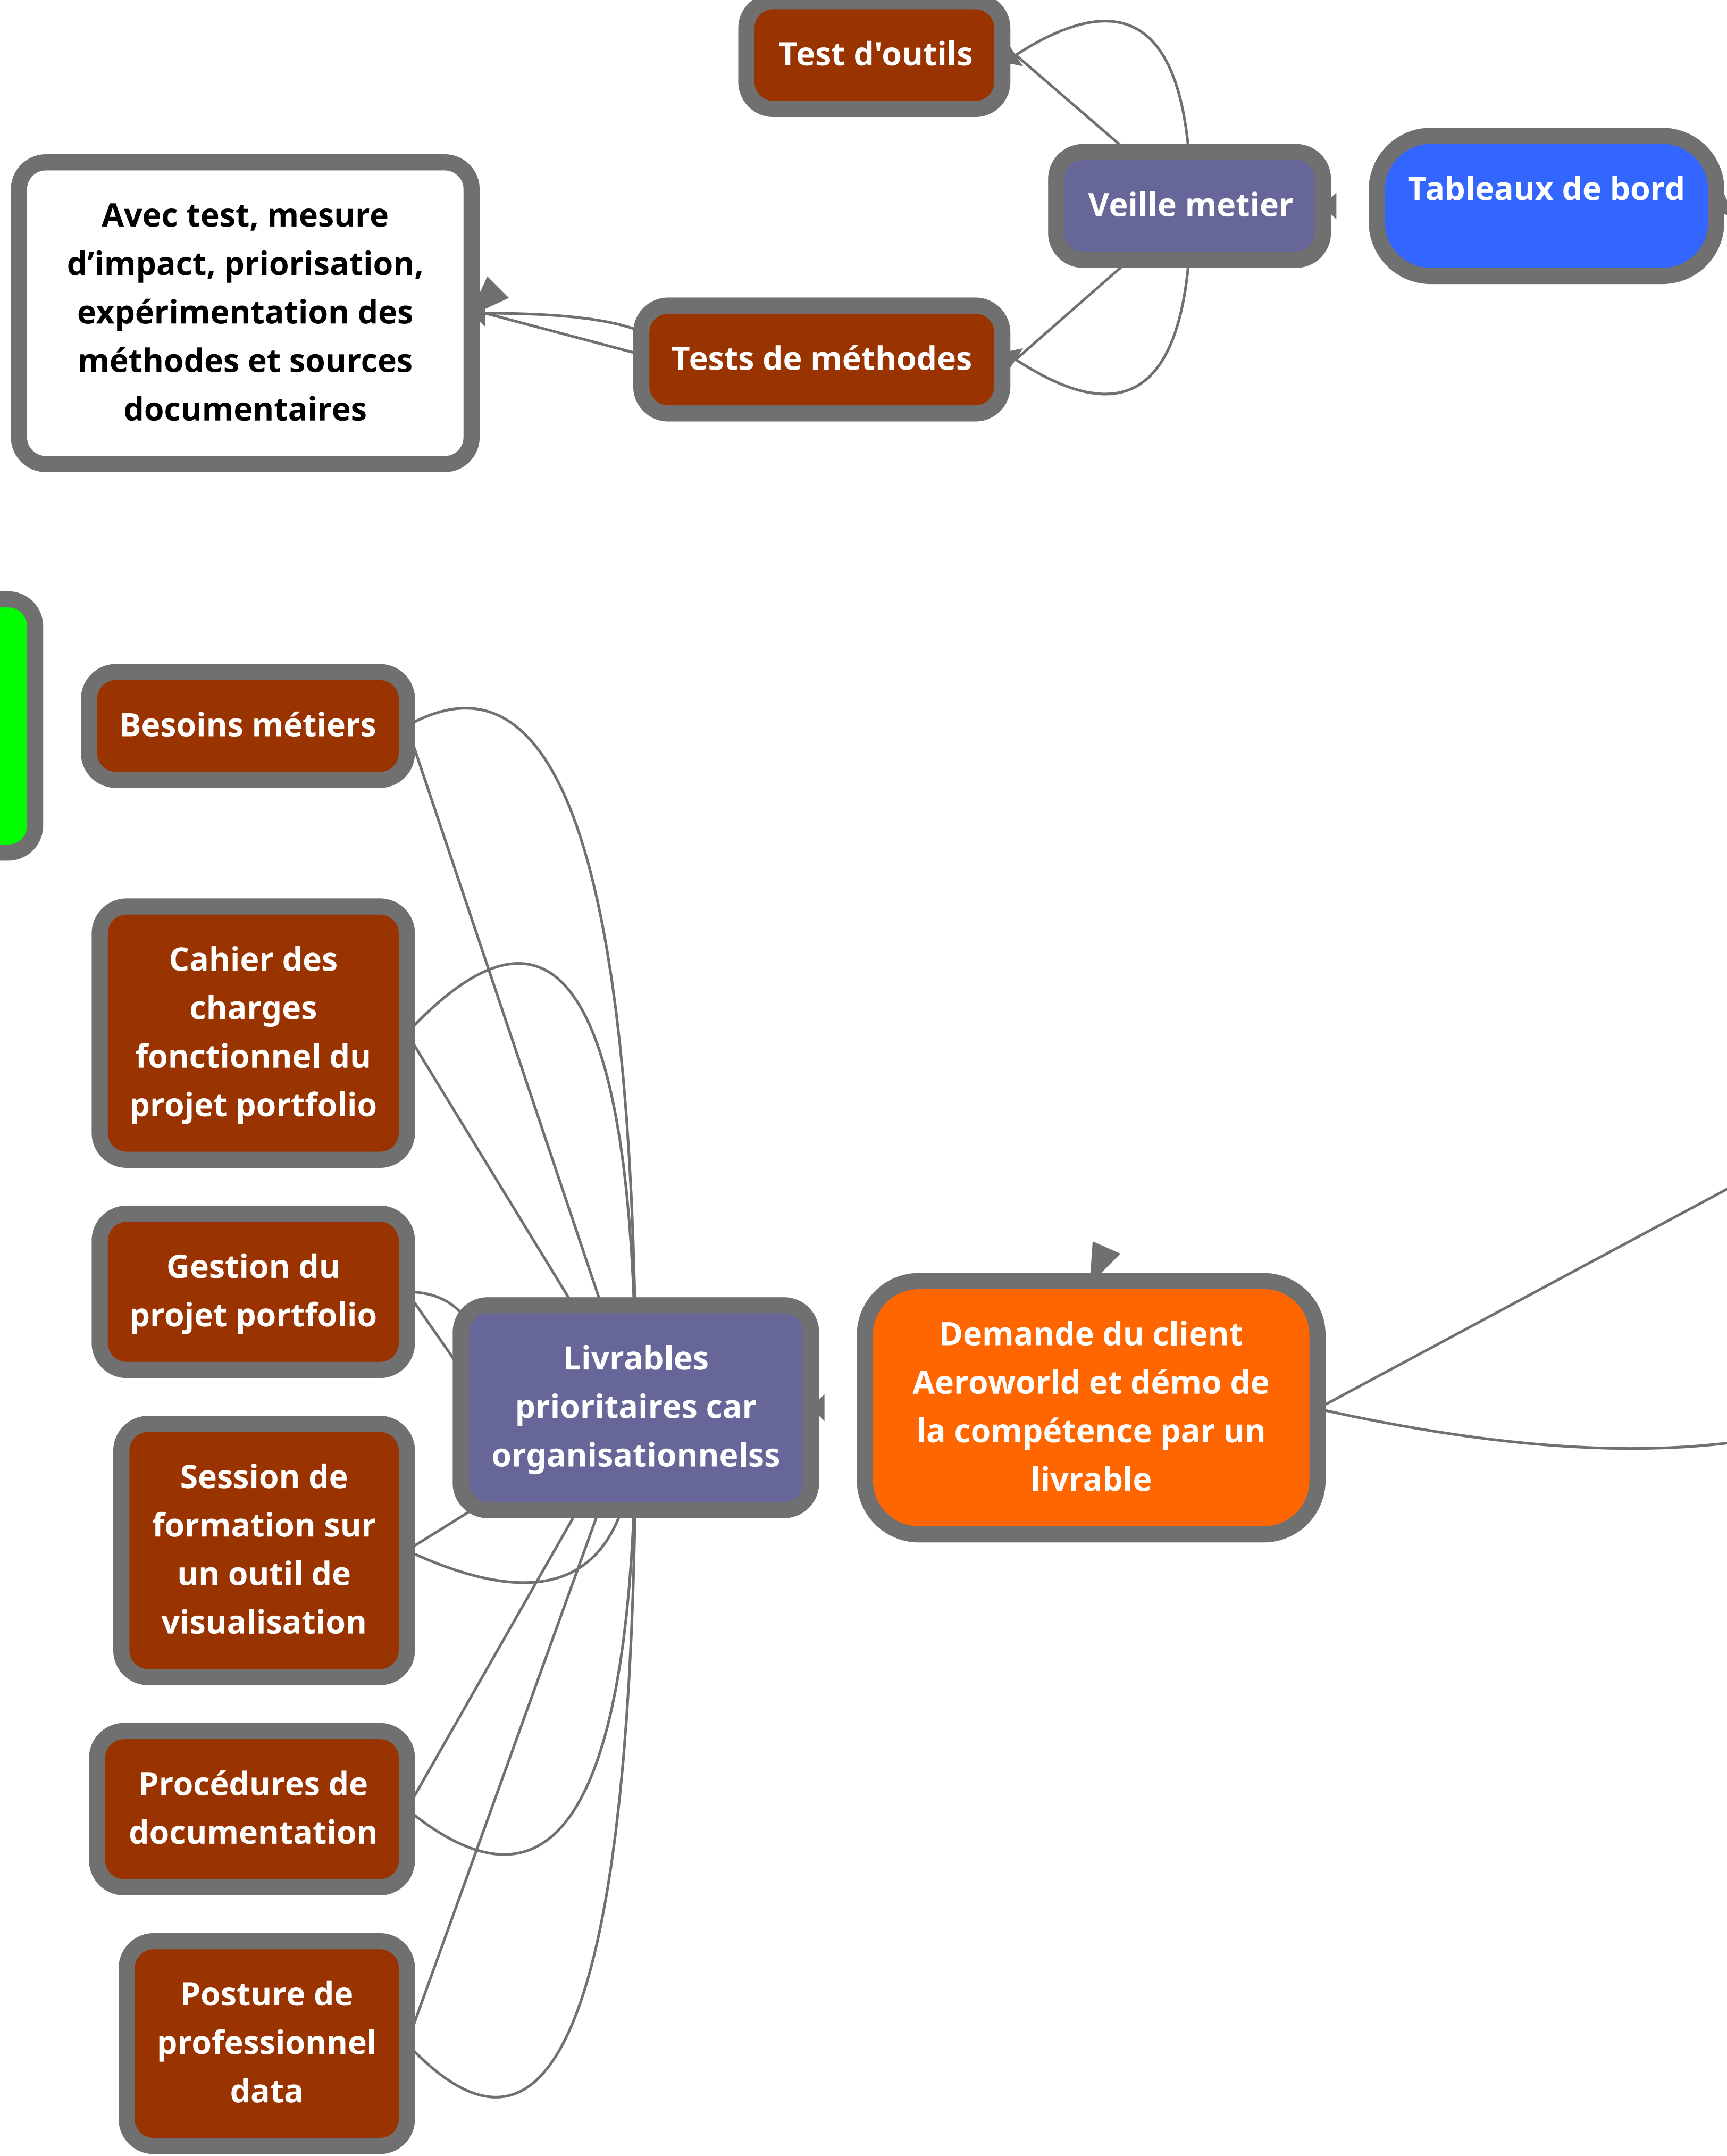 Test d'outils
Veille metier
Tableaux de bord
Avec test, mesure
d’impact, priorisation,
expérimentation des
méthodes et sources
documentaires
Tests de méthodes
Besoins métiers
Cahier des
charges
fonctionnel du
projet portfolio
Gestion du
projet portfolio
Livrables
prioritaires car
organisationnelss
Demande du client
Aeroworld et démo de
la compétence par un
livrable
Session de
formation sur
un outil de
visualisation
Procédures de
documentation
Posture de
professionnel
data